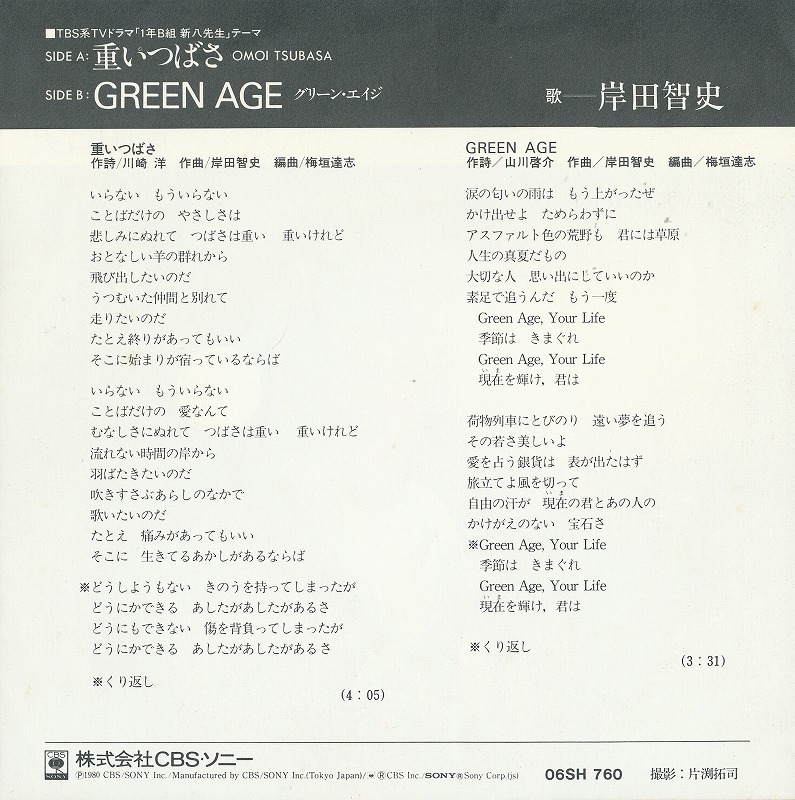 ■TBS系TVドラマ「1年B組 新八先生」テーマ
SIDE A: 重いつばさ OMOI TSUBASA
SIDE B: GREEN AGE グリーン・エイジ
歌──岸田智史
重いつばさ
作詩/川崎 洋 作曲/岸田智史 編曲/梅垣達志
いらない もういらない
ことばだけの やさしさは
悲しみにぬれて つばさは重い 重いけれど
おとなしい羊の群れから
飛び出したいのだ
うつむいた仲間と別れて
走りたいのだ
たとえ終りがあってもいい
そこに始まりが宿っているならば
いらない もういらない
ことばだけの 愛なんて
むなしさにぬれて つばさは重い 重いけれど
流れない時間の岸から
羽ばたきたいのだ
吹きすさぶあらしのなかで
歌いたいのだ
たとえ 痛みがあってもいい
そこに 生きてるあかしがあるならば
※どうしようもない きのうを持ってしまったが
どうにかできる あしたがあしたがあるさ
どうにもできない 傷を背負ってしまったが
どうにかできる あしたがあしたがあるさ
※くり返し
(4:05)
GREEN AGE
作詩/山川啓介 作曲/岸田智史 編曲/梅垣達志
涙の匂いの雨は もう上がったぜ
かけ出せよ ためらわずに
アスファルト色の荒野も 君には草原
人生の真夏だもの
大切な人 思い出にしていいのか
素足で追うんだ もう一度
Green Age, Your Life
季節は きまぐれ
Green Age, Your Life
いま
現在を輝け, 君は
荷物列車にとびのり 遠い夢を追う
その若さ美しいよ
愛を占う銀貨は 表が出たはず
旅立てよ風を切って
いま
自由の汗が 現在の君とあの人の
かけがえのない 宝石さ
※Green Age, Your Life
季節は きまぐれ
Green Age, Your Life
いま
現在を輝け, 君は
※くり返し
(3:31)
CBS SONY 株式会社CBS・ソニー
Ⓟ1980 CBS/SONY Inc./Manufactured by CBS/SONY Inc.(Tokyo Japan)/ ®CBS Inc./SONY®Sony Corp.(js)
06SH 760 撮影:片渕拓司